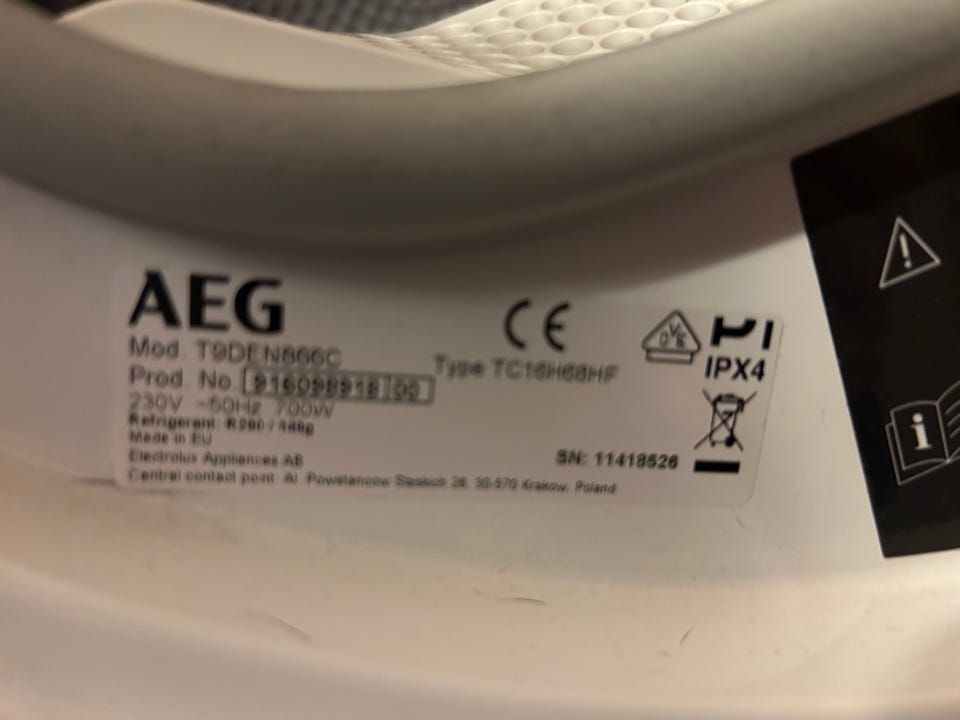 AEG
CE
Mod. T9DEN866C
Type TC16H68HF
IPX4
Prod. No. 916098918 00
230V ~50Hz 700W
Refrigerant: R290 / 149g
Made in EU
Electrolux Appliances AB
SN: 11418526
Central contact point Al. Powstancow Slaskich 26, 30-570 Krakow, Poland